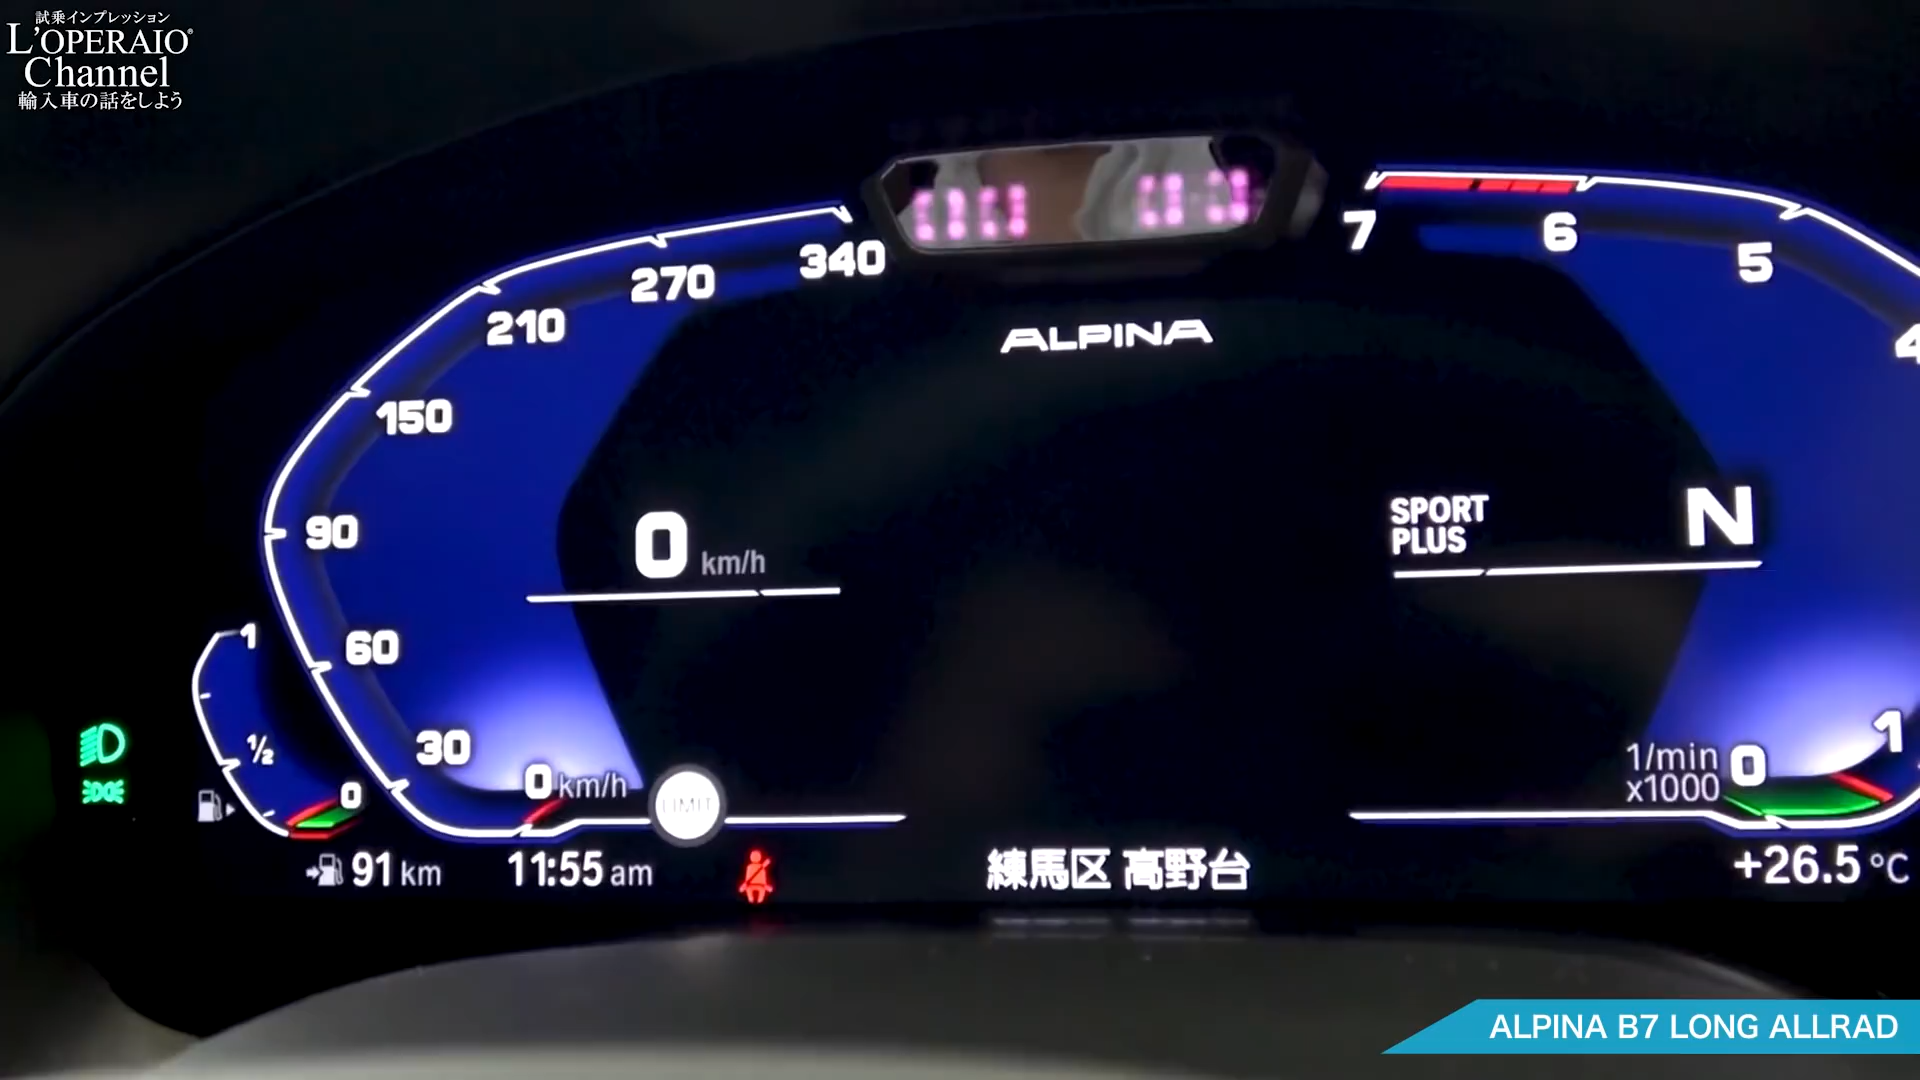 試乗インプレッション
L'OPERAIO®
Channel
輸入車の話をしよう
340
270
210
150
90
60
30
0 km/h
ALPINA
0 km/h
7
6
5
4
1
0
1/min
x1000
SPORT
PLUS
N
1
½
0
LIMIT
91 km
11:55 am
練馬区 高野台
+26.5 °C
ALPINA B7 LONG ALLRAD